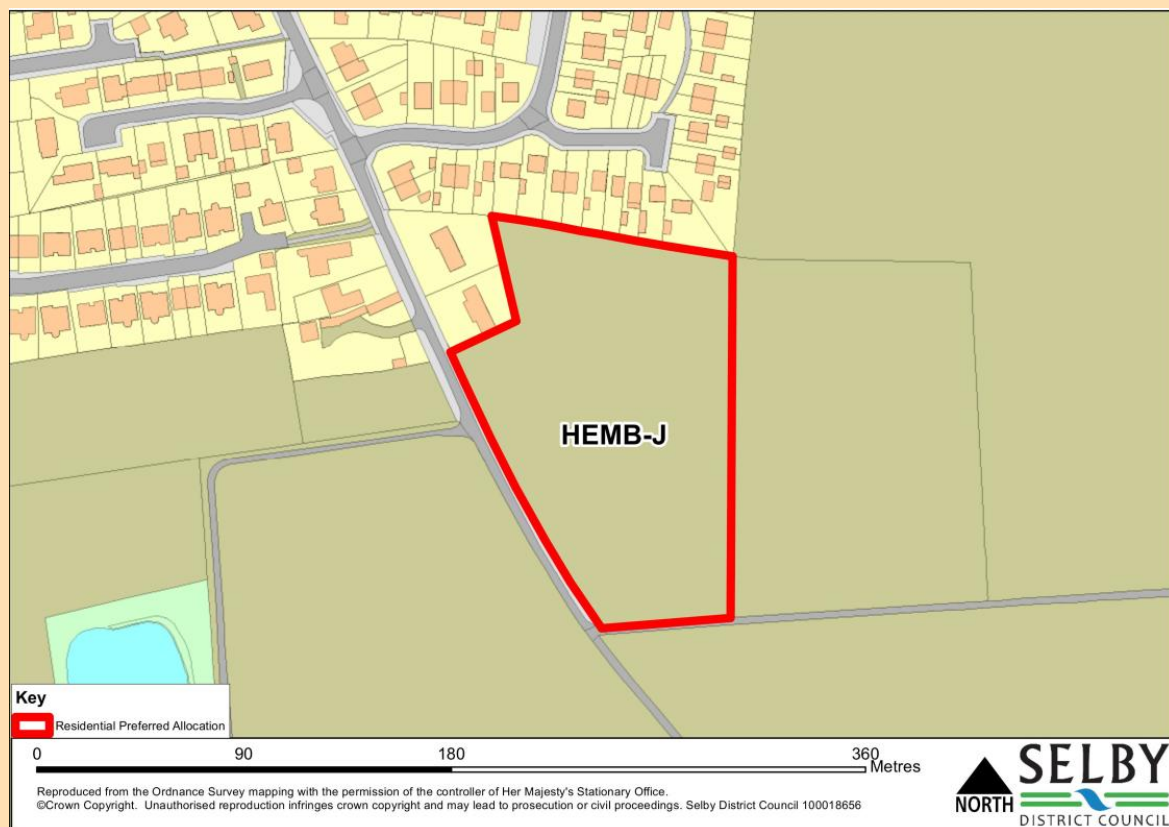 HEMB-J
Key
Residential Preferred Allocation
0 90 180 360
Metres
Reproduced from the Ordnance Survey mapping with the permission of the controller of Her Majesty's Stationary Office.
©Crown Copyright. Unauthorised reproduction infringes crown copyright and may lead to prosecution or civil proceedings. Selby District Council 100018656
NORTH
SELBY
DISTRICT COUNCIL